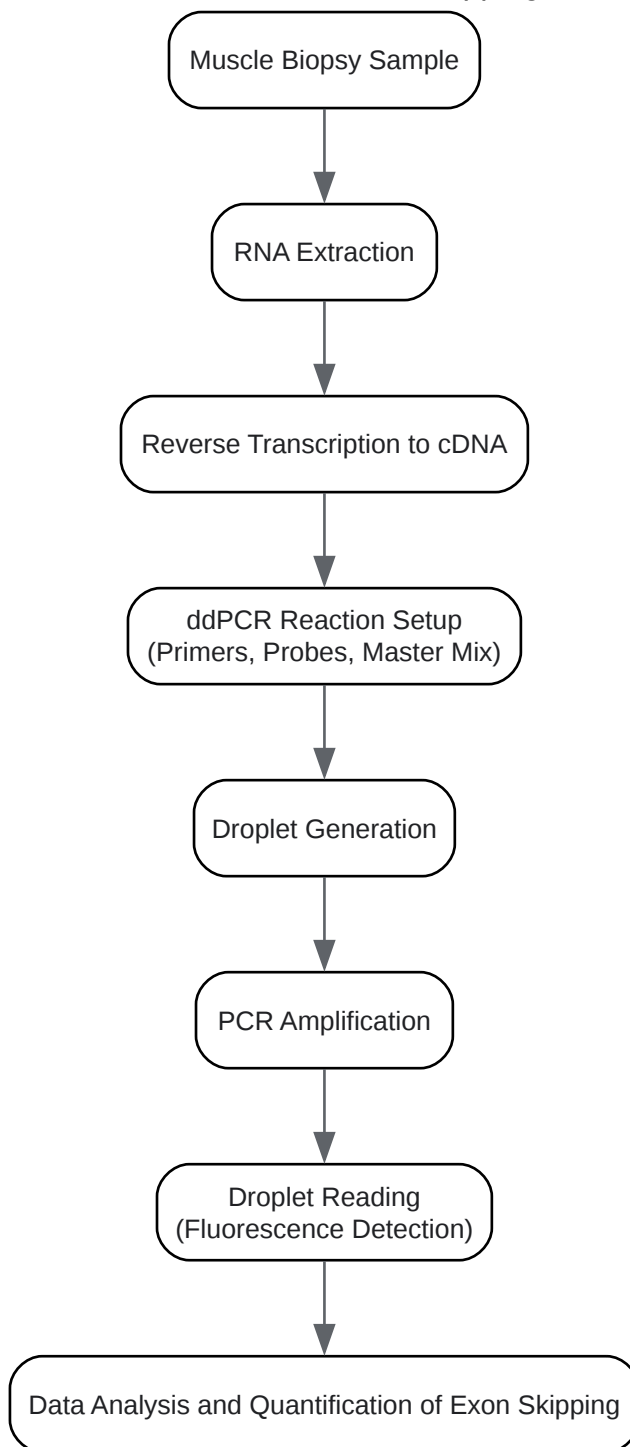 Muscle Biopsy Sample
RNA Extraction
Reverse Transcription to cDNA
ddPCR Reaction Setup
(Primers, Probes, Master Mix)
Droplet Generation
PCR Amplification
Droplet Reading
(Fluorescence Detection)
Data Analysis and Quantification of Exon Skipping